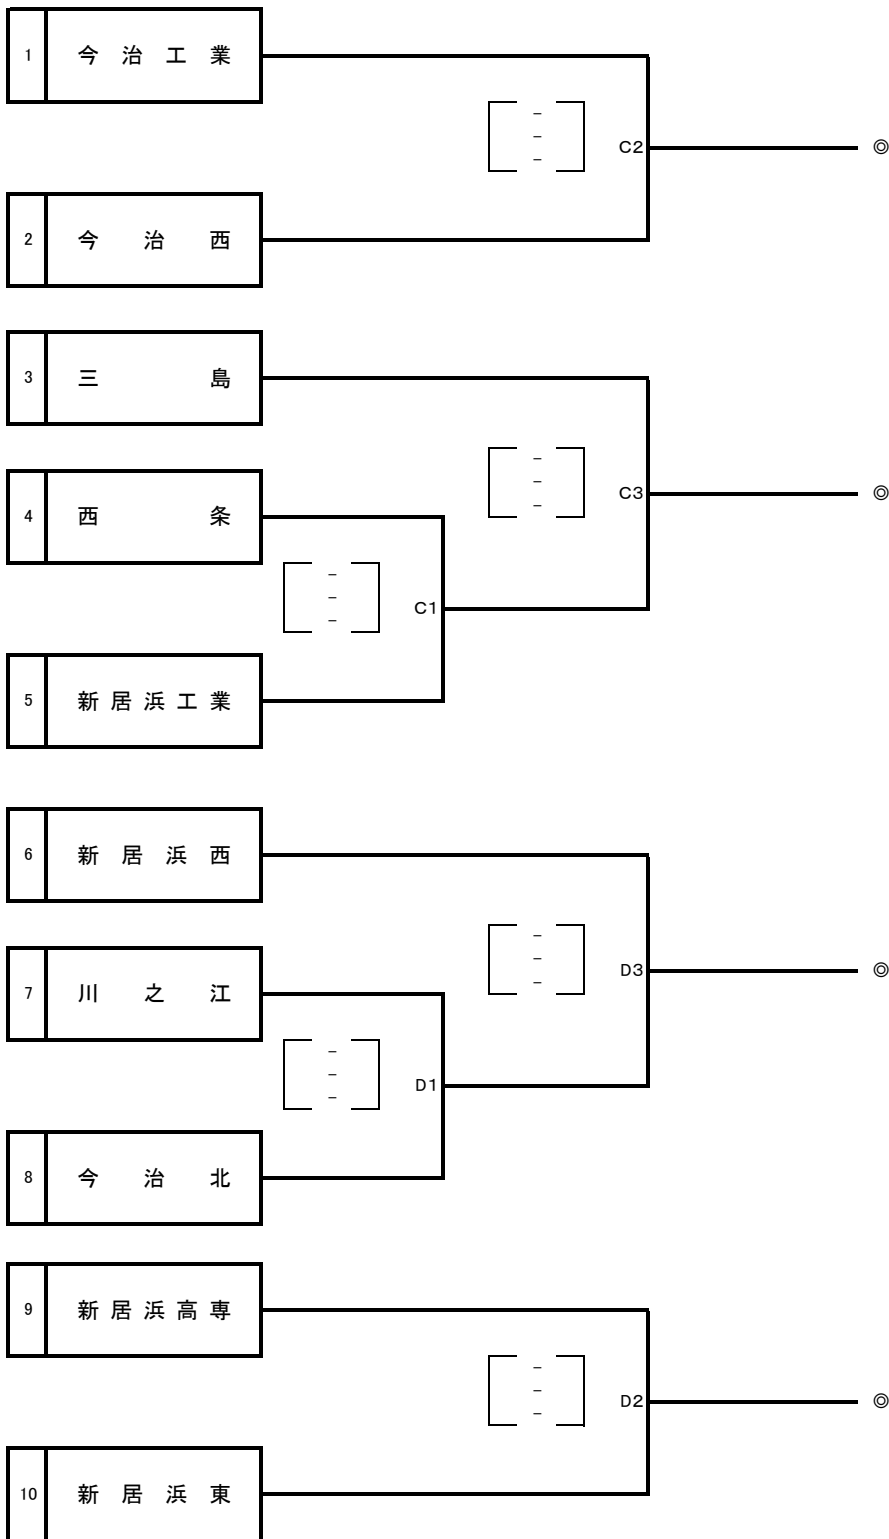 1 今治工業
-
-
-
C2 ◎
2 今治西
3 三島
-
-
-
C3 ◎
4 西条
-
-
-
C1
5 新居浜工業
6 新居浜西
-
-
-
D3 ◎
7 川之江
-
-
-
D1
8 今治北
9 新居浜高専
-
-
-
D2 ◎
10 新居浜東